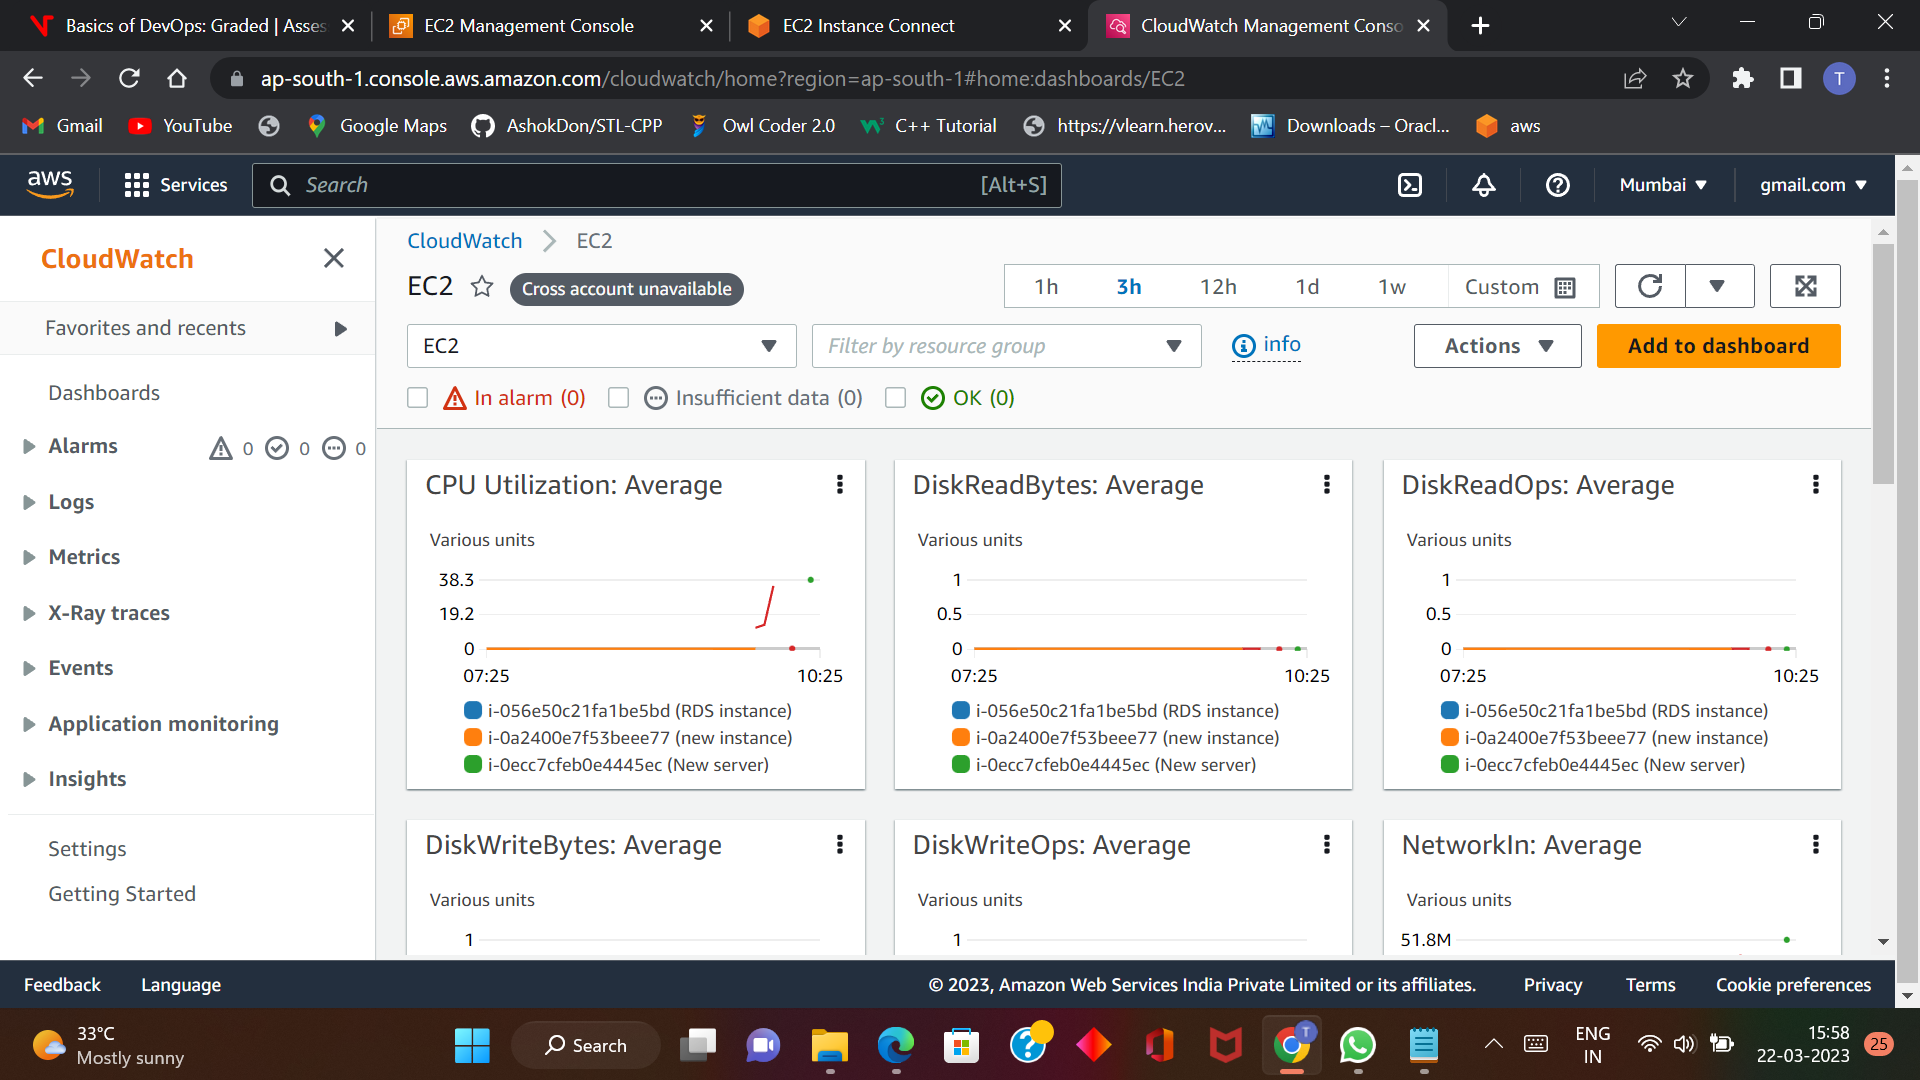 Basics of DevOps: Graded | Asses
EC2 Management Console
EC2 Instance Connect
CloudWatch Management Conso
ap-south-1.console.aws.amazon.com/cloudwatch/home?region=ap-south-1#home:dashboards/EC2
T
Gmail
YouTube
Google Maps
AshokDon/STL-CPP
Owl Coder 2.0
C++ Tutorial
https://vlearn.herov...
Downloads – Oracl...
aws
aws
Services
Search
[Alt+S]
Mumbai
gmail.com
CloudWatch
Favorites and recents
Dashboards
Alarms 0 0 0
Logs
Metrics
X-Ray traces
Events
Application monitoring
Insights
Settings
Getting Started
CloudWatch EC2
EC2
Cross account unavailable
1h 3h 12h 1d 1w Custom
EC2
Filter by resource group
info
Actions
Add to dashboard
In alarm (0)
Insufficient data (0)
OK (0)
CPU Utilization: Average
Various units
38.3
19.2
0
07:25 10:25
i-056e50c21fa1be5bd (RDS instance)
i-0a2400e7f53beee77 (new instance)
i-0ecc7cfeb0e4445ec (New server)
DiskReadBytes: Average
Various units
1
0.5
0
07:25 10:25
i-056e50c21fa1be5bd (RDS instance)
i-0a2400e7f53beee77 (new instance)
i-0ecc7cfeb0e4445ec (New server)
DiskReadOps: Average
Various units
1
0.5
0
07:25 10:25
i-056e50c21fa1be5bd (RDS instance)
i-0a2400e7f53beee77 (new instance)
i-0ecc7cfeb0e4445ec (New server)
DiskWriteBytes: Average
Various units
1
DiskWriteOps: Average
Various units
1
NetworkIn: Average
Various units
51.8M
Feedback
Language
© 2023, Amazon Web Services India Private Limited or its affiliates.
Privacy
Terms
Cookie preferences
33°C
Mostly sunny
Search
T
ENG
IN
15:58
22-03-2023
25